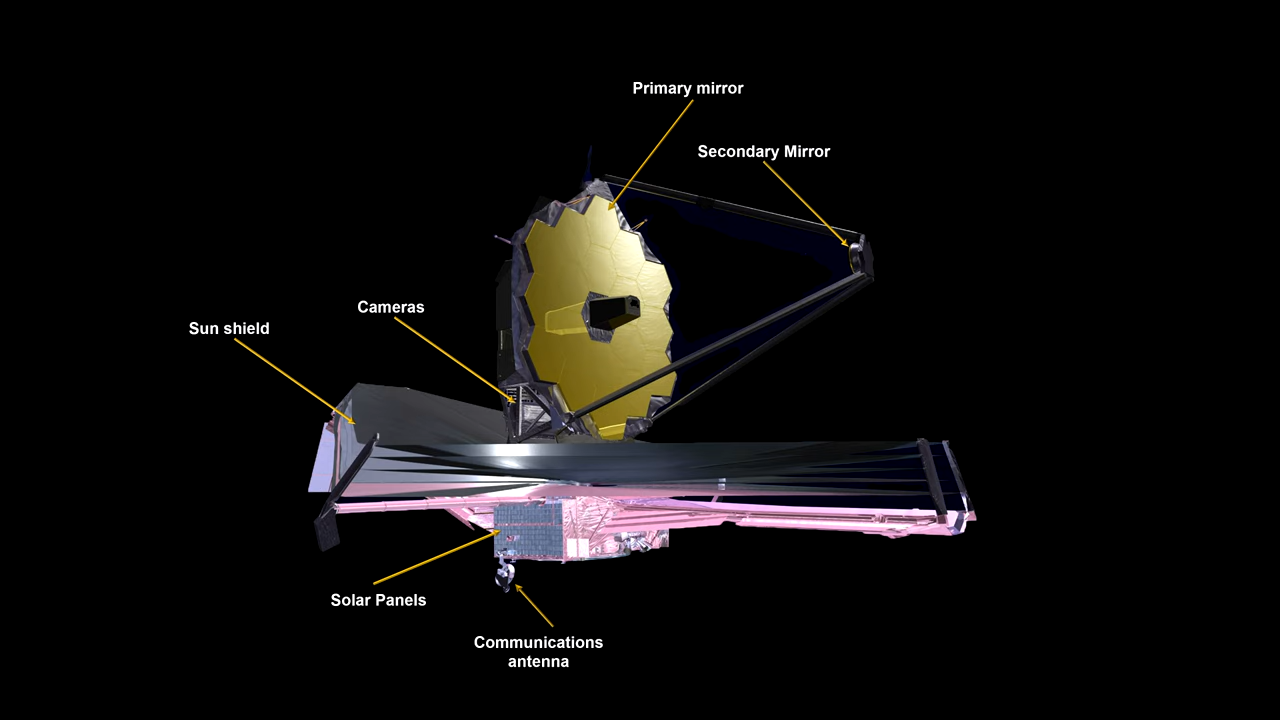 Primary mirror
Secondary Mirror
Cameras
Sun shield
Solar Panels
Communications
antenna